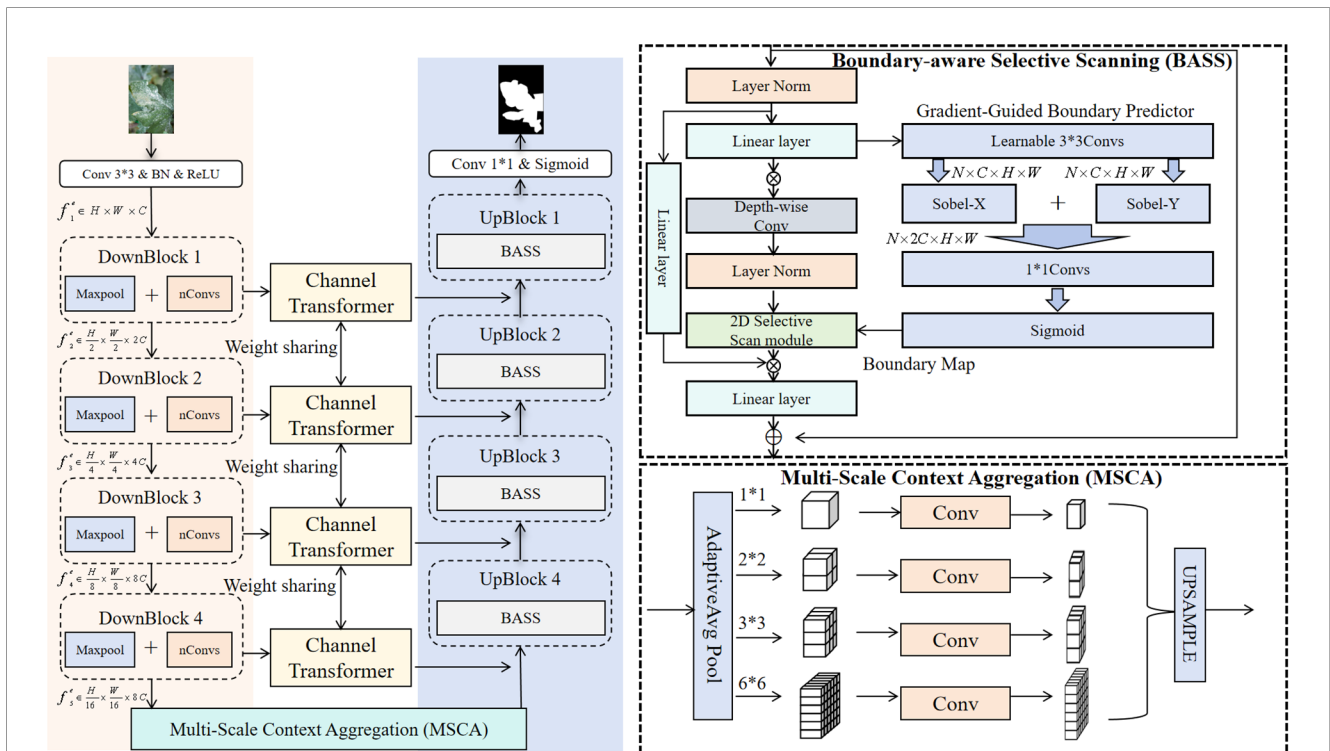 Conv 3*3 & BN & ReLU
f₁ᵉ ∈ H × W × C
DownBlock 1
Maxpool + nConvs
f₂ᵉ ∈ H/2 × W/2 × 2C
DownBlock 2
Maxpool + nConvs
f₃ᵉ ∈ H/4 × W/4 × 4C
DownBlock 3
Maxpool + nConvs
f₄ᵉ ∈ H/8 × W/8 × 8C
DownBlock 4
Maxpool + nConvs
f₅ᵉ ∈ H/16 × W/16 × 8C
Multi-Scale Context Aggregation (MSCA)
Channel
Transformer
Weight sharing
Channel
Transformer
Weight sharing
Channel
Transformer
Weight sharing
Channel
Transformer
Conv 1*1 & Sigmoid
UpBlock 1
BASS
UpBlock 2
BASS
UpBlock 3
BASS
UpBlock 4
BASS
Boundary-aware Selective Scanning (BASS)
Layer Norm
Linear layer
Linear layer
Depth-wise
Conv
Layer Norm
2D Selective
Scan module
Linear layer
Gradient-Guided Boundary Predictor
Learnable 3*3Convs
N×C×H×W
N×C×H×W
Sobel-X + Sobel-Y
N×2C×H×W
1*1Convs
Sigmoid
Boundary Map
Multi-Scale Context Aggregation (MSCA)
AdaptiveAvg Pool
1*1
Conv
2*2
Conv
3*3
Conv
6*6
Conv
UPSAMPLE